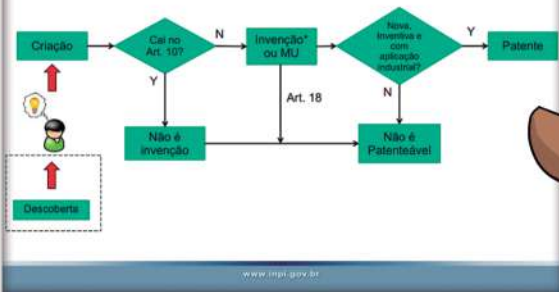 Criação
Cai no
Art. 10?
N
Invenção*
ou MU
Nova,
Inventiva e
com
aplicação
industrial?
Y
Patente
Y
Art. 18
N
Não é
invenção
Não é
Patenteável
Descoberta
www.inpi.gov.br